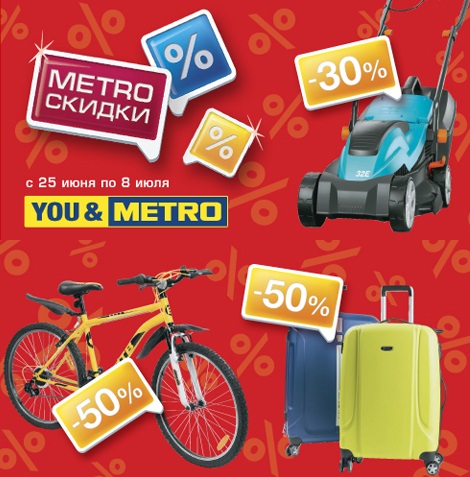 %
METRO
СКИДКИ
%
-30%
32E
с 25 июня по 8 июля
YOU & METRO
-50%
-50%